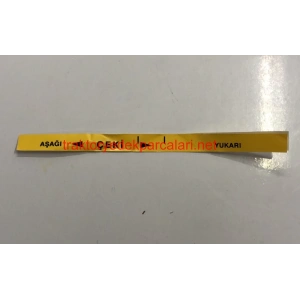 AŞAĞI ÇEKİ YUKARI
traktoryedekparcalari.net